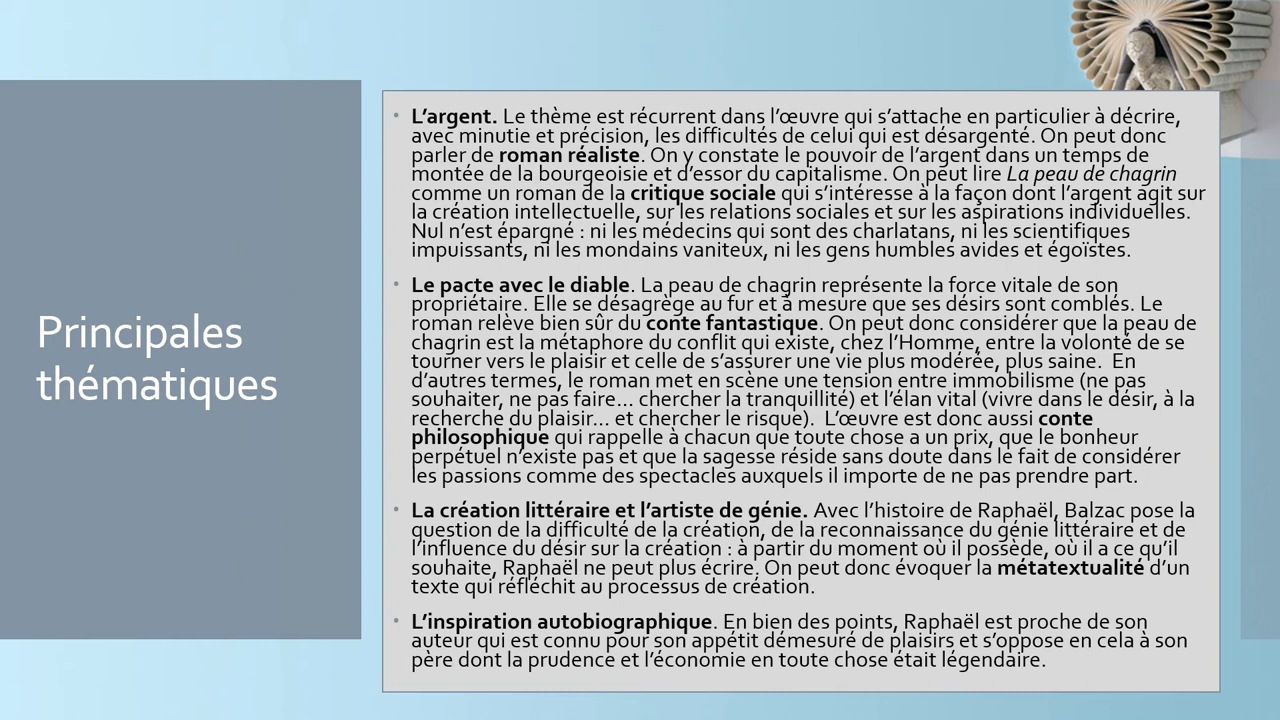 Principales
thématiques
• L’argent. Le thème est récurrent dans l’œuvre qui s’attache en particulier à décrire,
avec minutie et précision, les difficultés de celui qui est désargenté. On peut donc
parler de roman réaliste. On y constate le pouvoir de l’argent dans un temps de
montée de la bourgeoisie et d’essor du capitalisme. On peut lire La peau de chagrin
comme un roman de la critique sociale qui s’intéresse à la façon dont l’argent agit sur
la création intellectuelle, sur les relations sociales et sur les aspirations individuelles.
Nul n’est épargné : ni les médecins qui sont des charlatans, ni les scientifiques
impuissants, ni les mondains vaniteux, ni les gens humbles avides et égoïstes.
• Le pacte avec le diable. La peau de chagrin représente la force vitale de son
propriétaire. Elle se désagrège au fur et à mesure que ses désirs sont comblés. Le
roman relève bien sûr du conte fantastique. On peut donc considérer que la peau de
chagrin est la métaphore du conflit qui existe, chez l’Homme, entre la volonté de se
tourner vers le plaisir et celle de s’assurer une vie plus modérée, plus saine. En
d’autres termes, le roman met en scène une tension entre immobilisme (ne pas
souhaiter, ne pas faire… chercher la tranquillité) et l’élan vital (vivre dans le désir, à la
recherche du plaisir… et chercher le risque). L’œuvre est donc aussi conte
philosophique qui rappelle à chacun que toute chose a un prix, que le bonheur
perpétuel n’existe pas et que la sagesse réside sans doute dans le fait de considérer
les passions comme des spectacles auxquels il importe de ne pas prendre part.
• La création littéraire et l’artiste de génie. Avec l’histoire de Raphaël, Balzac pose la
question de la difficulté de la création, de la reconnaissance du génie littéraire et de
l’influence du désir sur la création : à partir du moment où il possède, où il a ce qu’il
souhaite, Raphaël ne peut plus écrire. On peut donc évoquer la métatextualité d’un
texte qui réfléchit au processus de création.
• L’inspiration autobiographique. En bien des points, Raphaël est proche de son
auteur qui est connu pour son appétit démesuré de plaisirs et s’oppose en cela à son
père dont la prudence et l’économie en toute chose était légendaire.